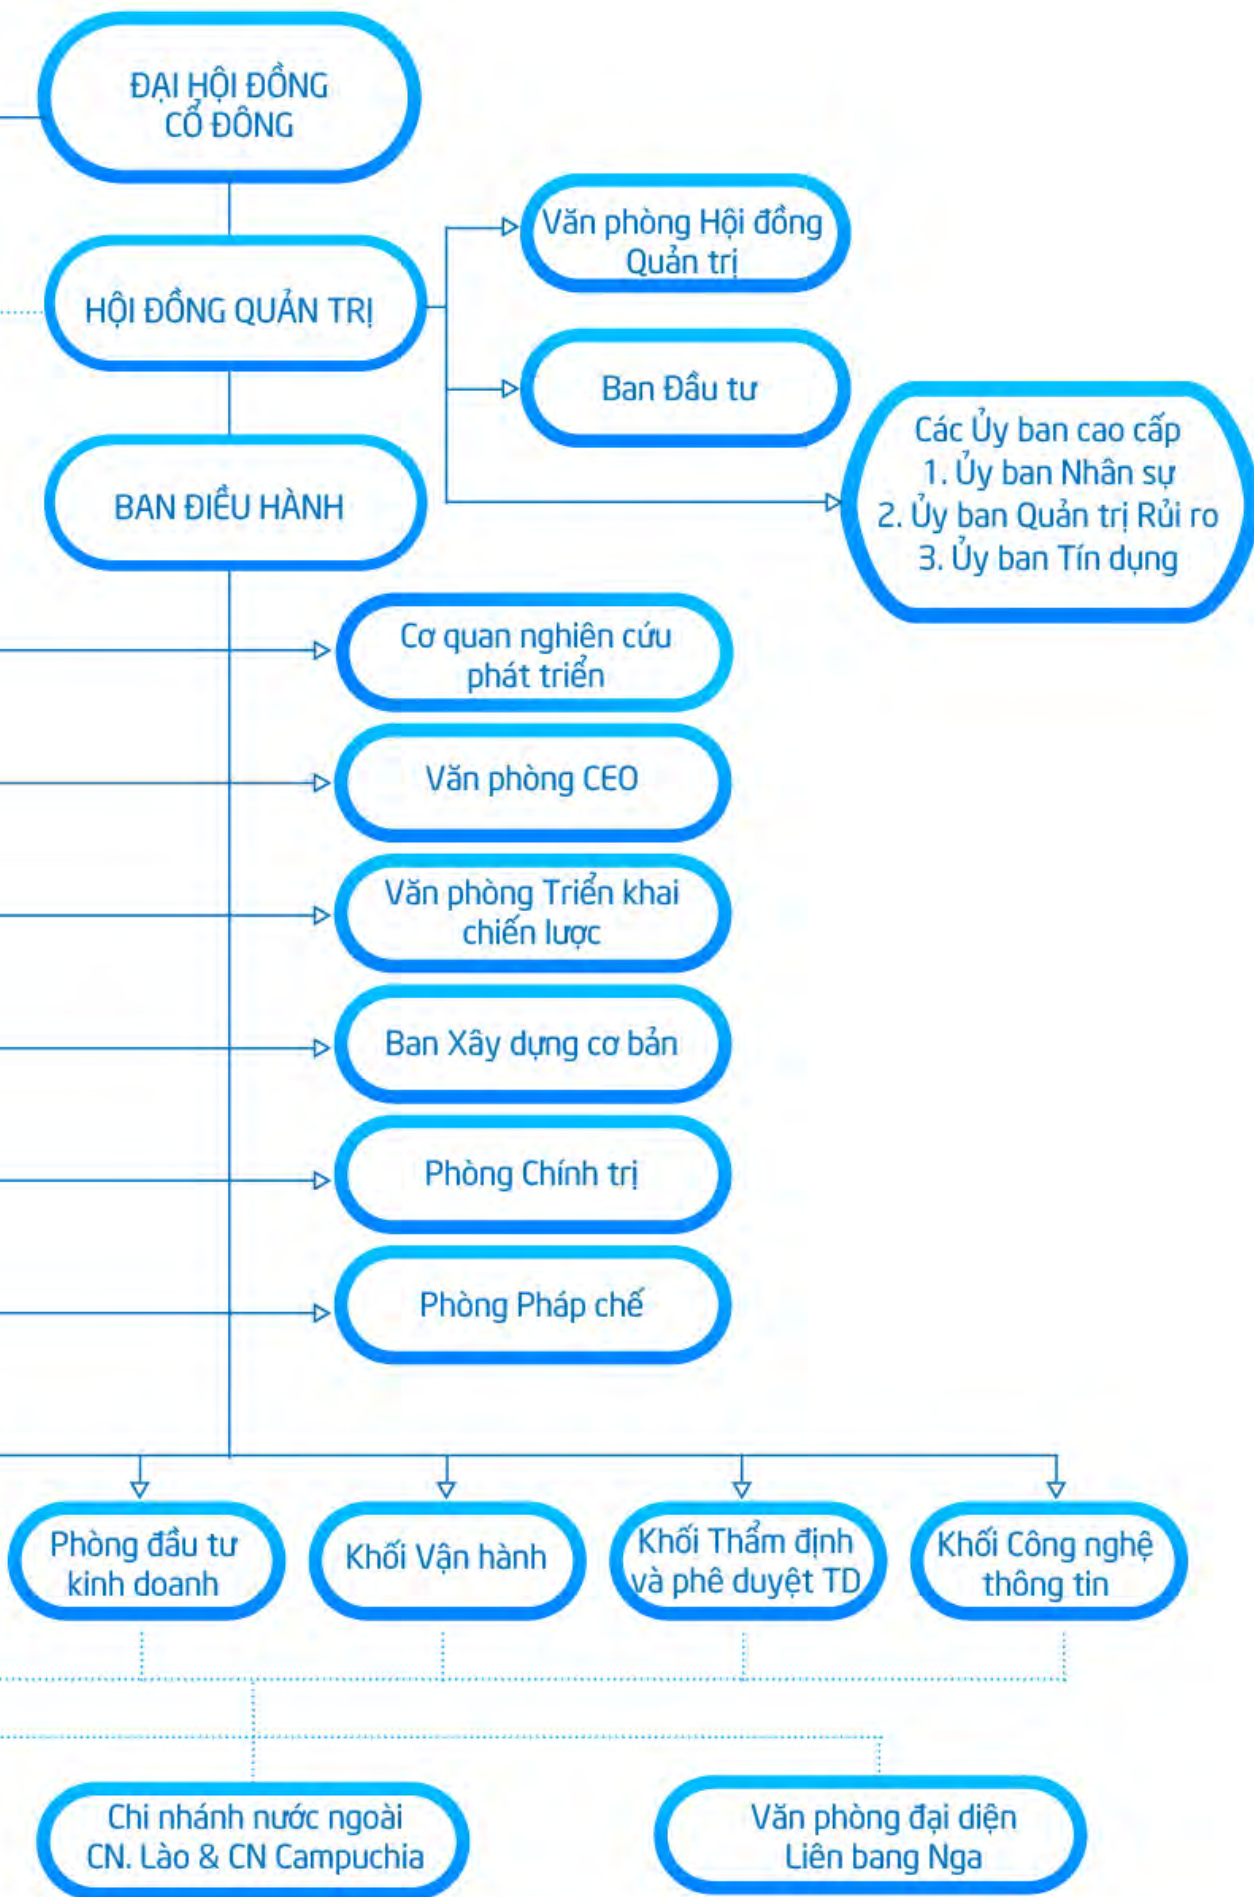 ĐẠI HỘI ĐỒNG
CỔ ĐÔNG
Văn phòng Hội đồng
Quản trị
HỘI ĐỒNG QUẢN TRỊ
Ban Đầu tư
Các Ủy ban cao cấp
1. Ủy ban Nhân sự
2. Ủy ban Quản trị Rủi ro
3. Ủy ban Tín dụng
BAN ĐIỀU HÀNH
Cơ quan nghiên cứu
phát triển
Văn phòng CEO
Văn phòng Triển khai
chiến lược
Ban Xây dựng cơ bản
Phòng Chính trị
Phòng Pháp chế
Phòng đầu tư
kinh doanh
Khối Vận hành
Khối Thẩm định
và phê duyệt TD
Khối Công nghệ
thông tin
Chi nhánh nước ngoài
CN. Lào & CN Campuchia
Văn phòng đại diện
Liên bang Nga